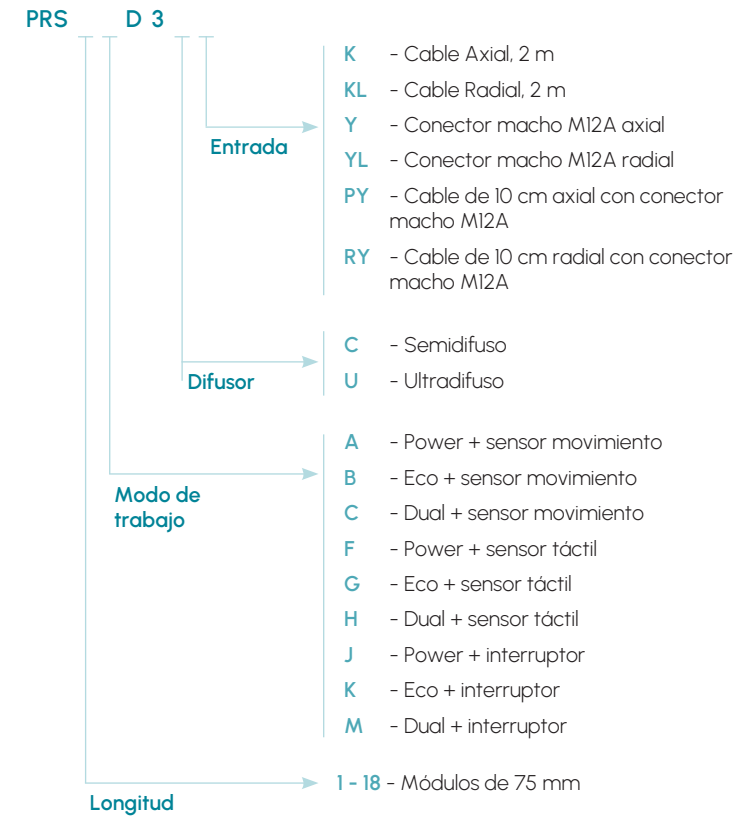 PRS D 3
K - Cable Axial, 2 m
KL - Cable Radial, 2 m
Y - Conector macho M12A axial
Entrada
YL - Conector macho M12A radial
PY - Cable de 10 cm axial con conector
macho M12A
RY - Cable de 10 cm radial con conector
macho M12A
C - Semidifuso
Difusor
U - Ultradifuso
A - Power + sensor movimiento
B - Eco + sensor movimiento
Modo de
trabajo
C - Dual + sensor movimiento
F - Power + sensor táctil
G - Eco + sensor táctil
H - Dual + sensor táctil
J - Power + interruptor
K - Eco + interruptor
M - Dual + interruptor
1 - 18 - Módulos de 75 mm
Longitud